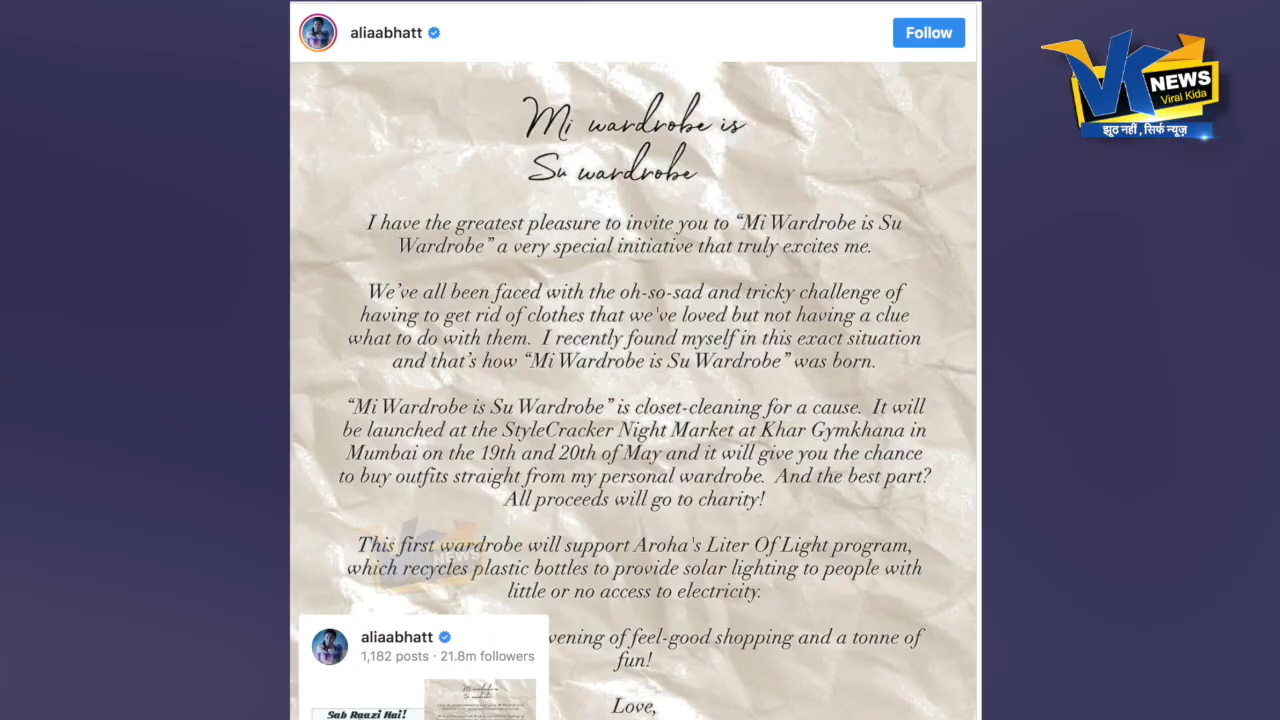 aliaabhatt
Follow
VK NEWS
Viral Kida
झूठ नहीं , सिर्फ न्यूज़
Mi wardrobe is
Su wardrobe
I have the greatest pleasure to invite you to “Mi Wardrobe is Su
Wardrobe” a very special initiative that truly excites me.
We’ve all been faced with the oh-so-sad and tricky challenge of
having to get rid of clothes that we've loved but not having a clue
what to do with them. I recently found myself in this exact situation
and that’s how “Mi Wardrobe is Su Wardrobe” was born.
“Mi Wardrobe is Su Wardrobe” is closet-cleaning for a cause. It will
be launched at the StyleCracker Night Market at Khar Gymkhana in
Mumbai on the 19th and 20th of May and it will give you the chance
to buy outfits straight from my personal wardrobe. And the best part?
All proceeds will go to charity!
This first wardrobe will support Aroha's Liter Of Light program,
which recycles plastic bottles to provide solar lighting to people with
little or no access to electricity.
vening of feel-good shopping and a tonne of
fun!
Love,
aliaabhatt
1,182 posts · 21.8m followers
Sab Raazi Hai!
Mi wardrobe is
Su wardrobe